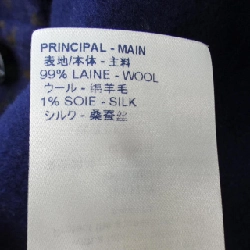 PRINCIPAL - MAIN
表地/本体 - 主料
99% LAINE - WOOL
ウール - 绵羊毛
1% SOIE - SILK
シルク - 桑蚕丝